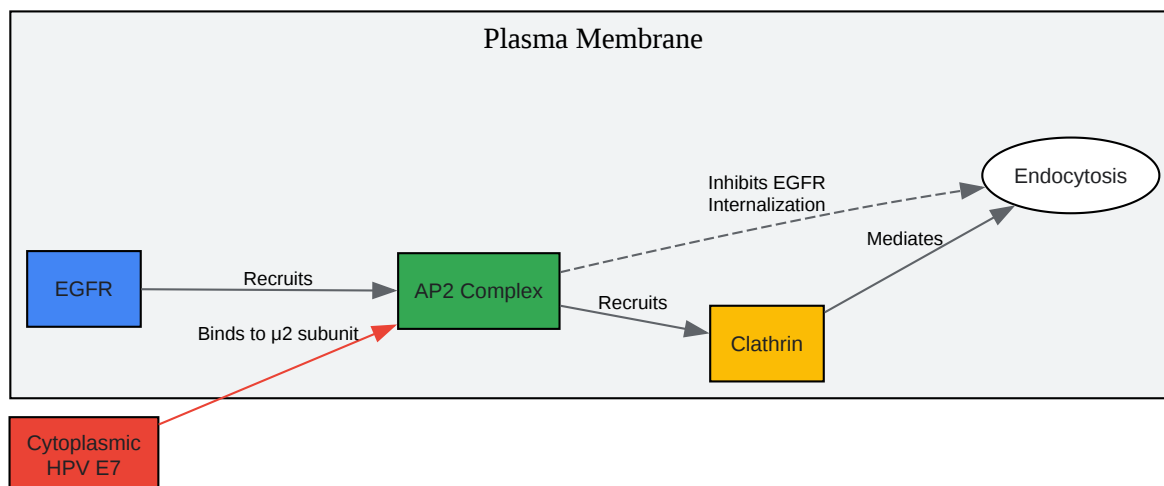 Plasma Membrane
Inhibits EGFR
Internalization
Endocytosis
Mediates
EGFR
Recruits
AP2 Complex
Recruits
Binds to μ2 subunit
Clathrin
Cytoplasmic
HPV E7